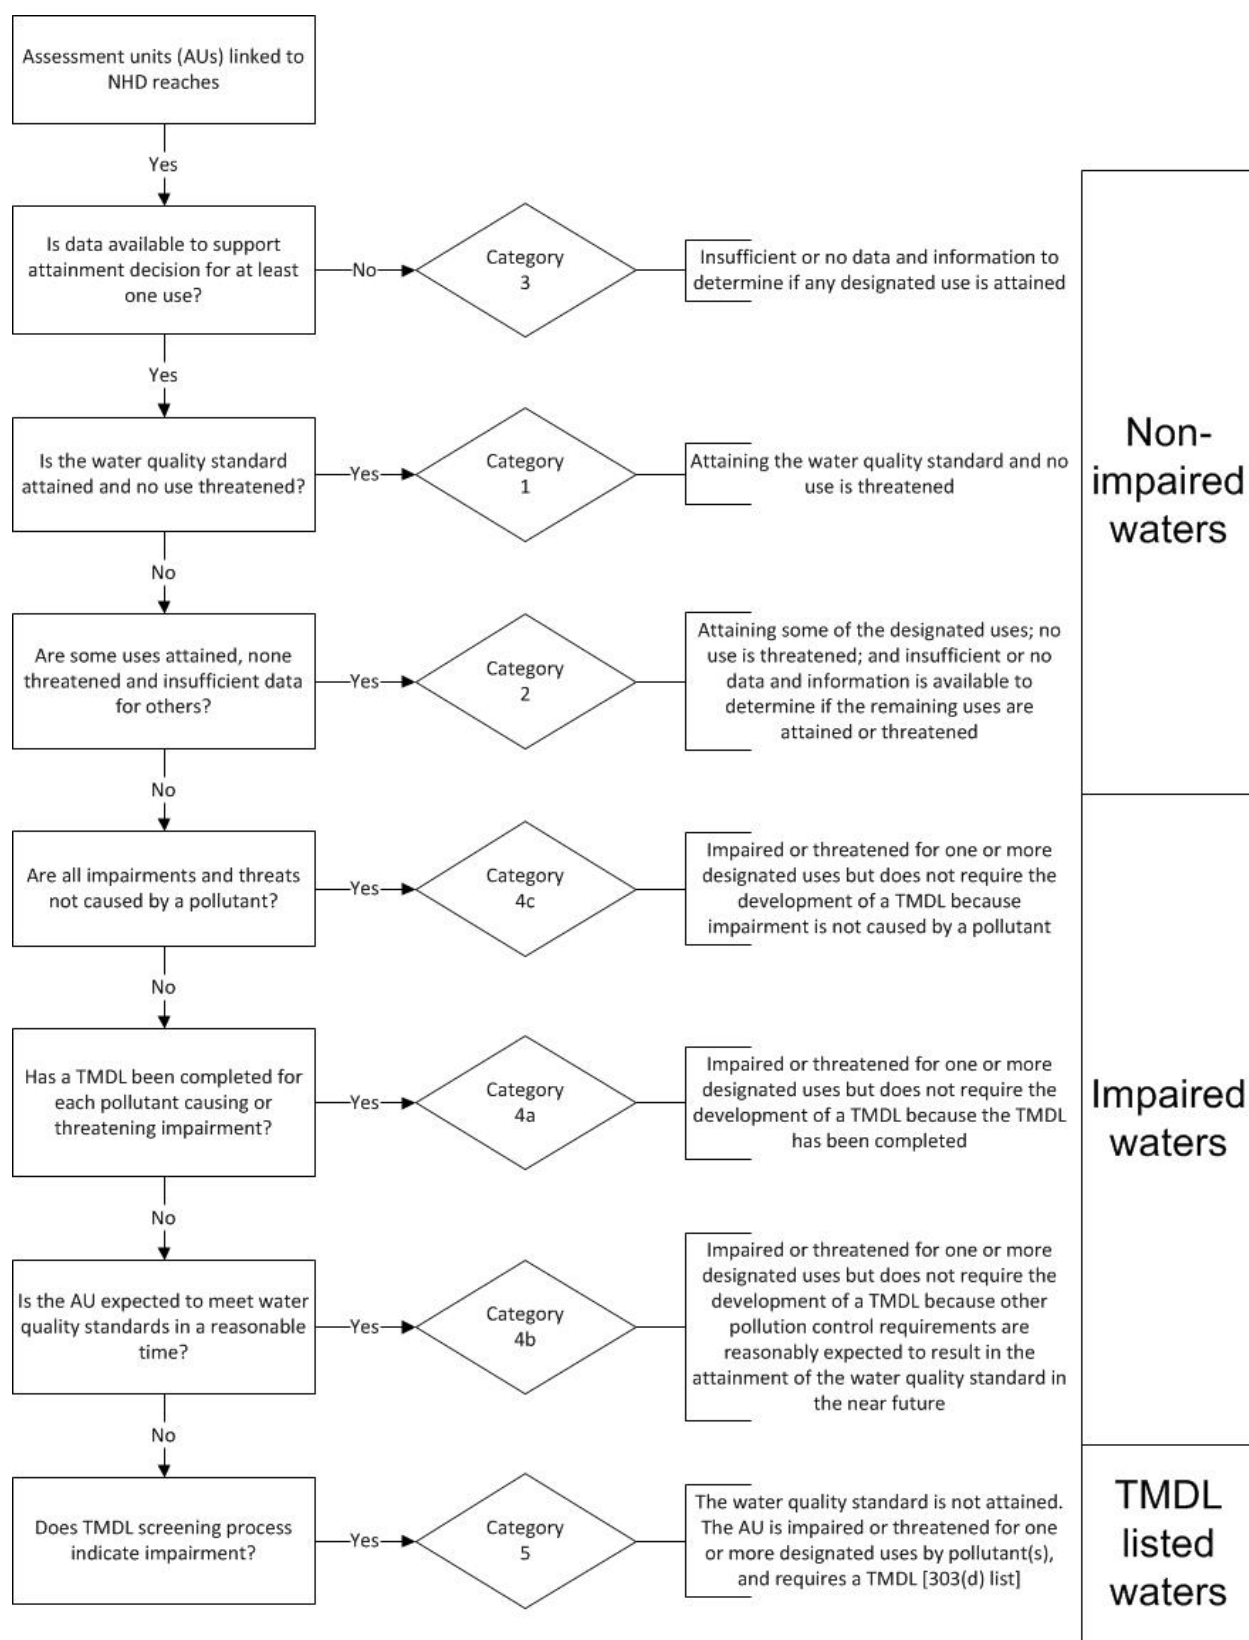 Assessment units (AUs) linked to
NHD reaches
Yes
Is data available to support
attainment decision for at least
one use?
No
Category
3
Insufficient or no data and information to
determine if any designated use is attained
Yes
Is the water quality standard
attained and no use threatened?
Yes
Category
1
Attaining the water quality standard and no
use is threatened
Non-
impaired
waters
No
Are some uses attained, none
threatened and insufficient data
for others?
Yes
Category
2
Attaining some of the designated uses; no
use is threatened; and insufficient or no
data and information is available to
determine if the remaining uses are
attained or threatened
No
Are all impairments and threats
not caused by a pollutant?
Yes
Category
4c
Impaired or threatened for one or more
designated uses but does not require the
development of a TMDL because
impairment is not caused by a pollutant
No
Has a TMDL been completed for
each pollutant causing or
threatening impairment?
Yes
Category
4a
Impaired or threatened for one or more
designated uses but does not require the
development of a TMDL because the TMDL
has been completed
Impaired
waters
No
Is the AU expected to meet water
quality standards in a reasonable
time?
Yes
Category
4b
Impaired or threatened for one or more
designated uses but does not require the
development of a TMDL because other
pollution control requirements are
reasonably expected to result in the
attainment of the water quality standard in
the near future
No
Does TMDL screening process
indicate impairment?
Yes
Category
5
The water quality standard is not attained.
The AU is impaired or threatened for one
or more designated uses by pollutant(s),
and requires a TMDL [303(d) list]
TMDL
listed
waters